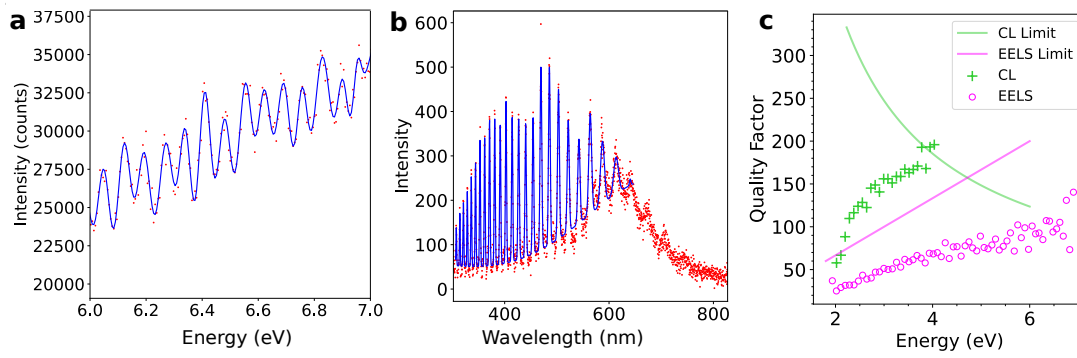 a
37500
35000
32500
30000
27500
25000
22500
20000
Intensity (counts)
6.0
6.2
6.4
6.6
6.8
7.0
Energy (eV)
b
600
500
400
300
200
100
0
Intensity
400
500
600
700
800
Wavelength (nm)
c
300
250
200
150
100
50
Quality Factor
2
4
6
Energy (eV)
CL Limit
EELS Limit
CL
EELS